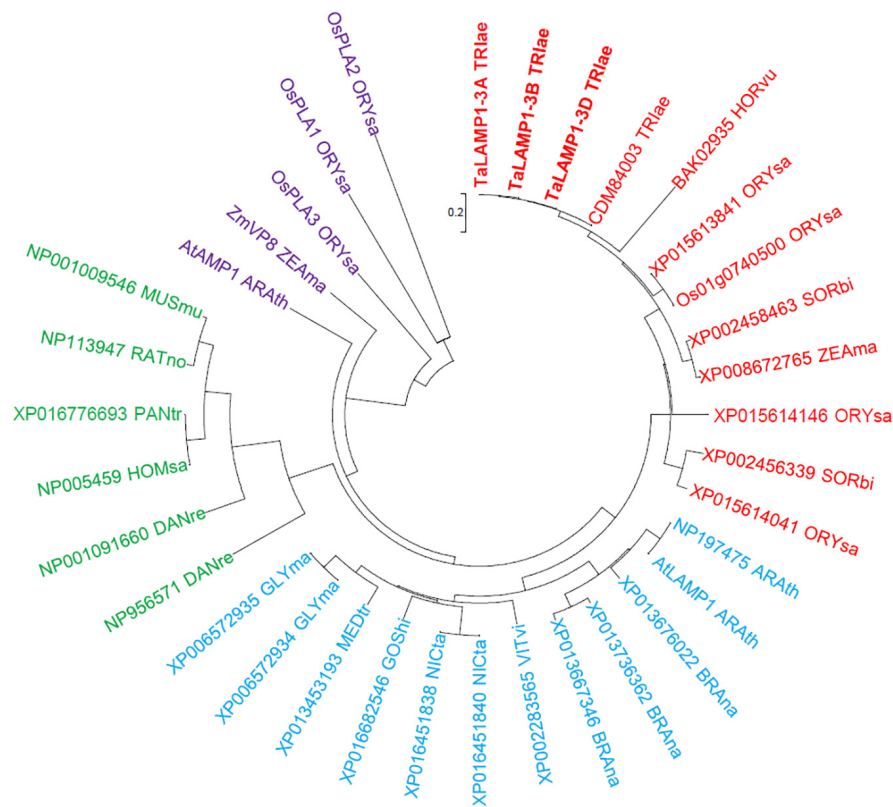 OsPLA2 ORYsa
OsPLA1 ORYsa
OsPLA3 ORYsa
ZmVP8 ZEAma
AtAMP1 ARAth
TaLAMP1-3A TRIae
TaLAMP1-3B TRIae
TaLAMP1-3D TRIae
CDM84003 TRIae
BAK02935 HORvu
XP015613841 ORYsa
Os01g0740500 ORYsa
XP002458463 SORbi
XP008672765 ZEAma
XP015614146 ORYsa
XP002456339 SORbi
XP015614041 ORYsa
NP197475 ARAth
AtLAMP1 ARAth
XP013676022 BRAna
XP013736362 BRAna
XP013667346 BRAna
XP002283565 VITvi
XP016451840 NICta
XP016451838 NICta
XP016682546 GOShi
XP013453193 MEDtr
XP006572934 GLYma
XP006572935 GLYma
NP956571 DANre
NP001091660 DANre
NP005459 HOMsa
XP016776693 PANtr
NP113947 RATno
NP001009546 MUSmu
0.2